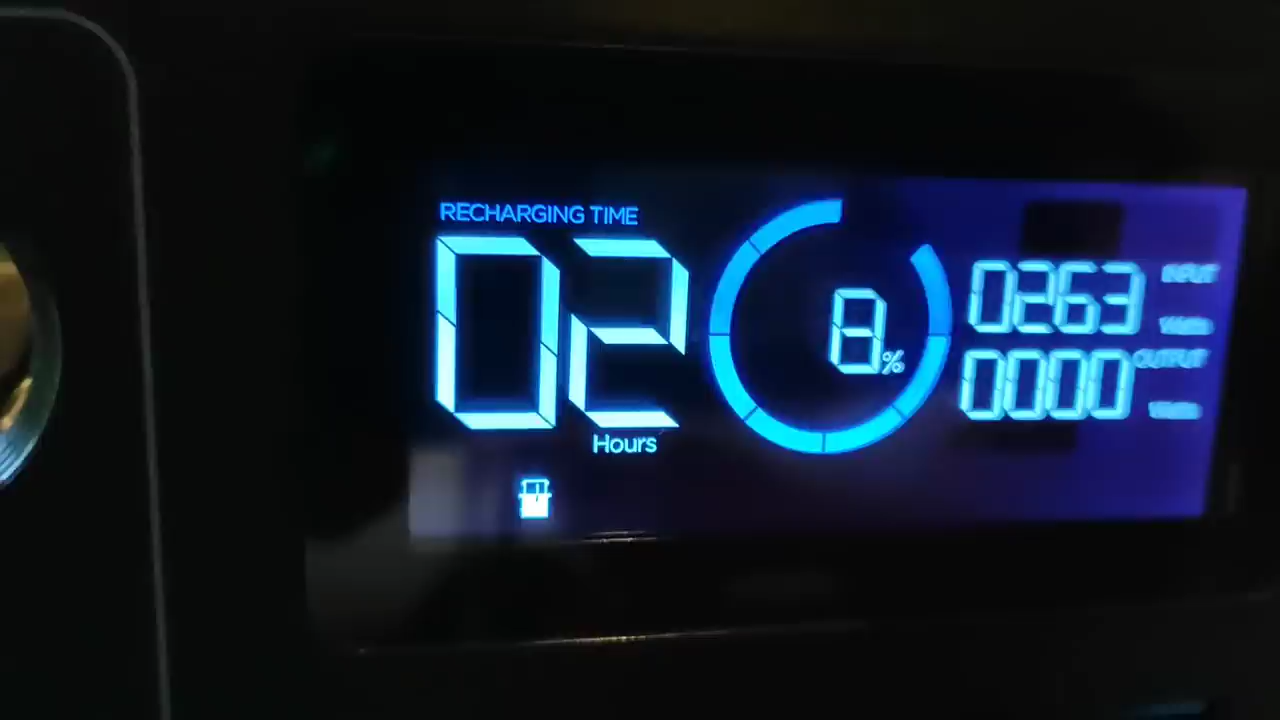 RECHARGING TIME
02
Hours
8%
0263 INPUT
Watts
0000 OUTPUT
Watts